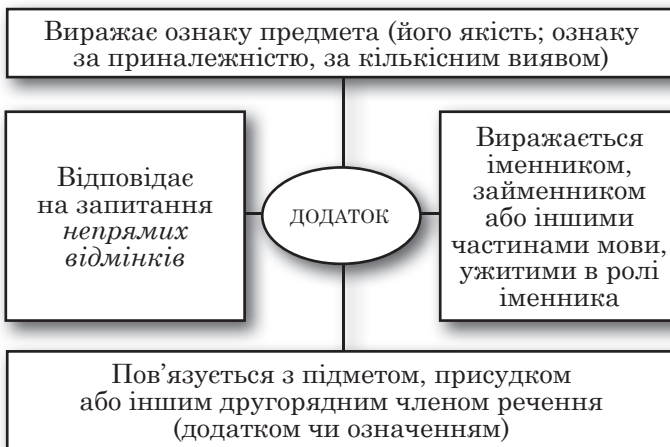 Виражає ознаку предмета (його якість; ознаку
за приналежністю, за кількісним виявом)
Відповідає
на запитання
непрямих
відмінків
ДОДАТОК
Виражається
іменником,
займенником
або іншими
частинами мови,
ужитими в ролі
іменника
Пов’язується з підметом, присудком
або іншим другорядним членом речення
(додатком чи означенням)